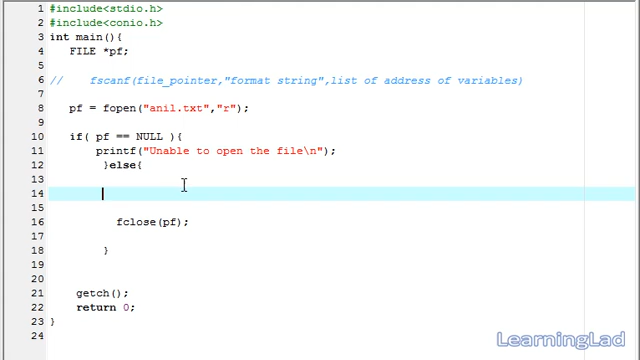 1 #include<stdio.h>
2 #include<conio.h>
3 int main(){
4 FILE *pf;
5
6 // fscanf(file_pointer,"format string",list of address of variables)
7
8 pf = fopen("anil.txt","r");
9
10 if( pf == NULL ){
11 printf("Unable to open the file\n");
12 }else{
13
14
15
16 fclose(pf);
17
18 }
19
20
21 getch();
22 return 0;
23 }
24
LearningLad